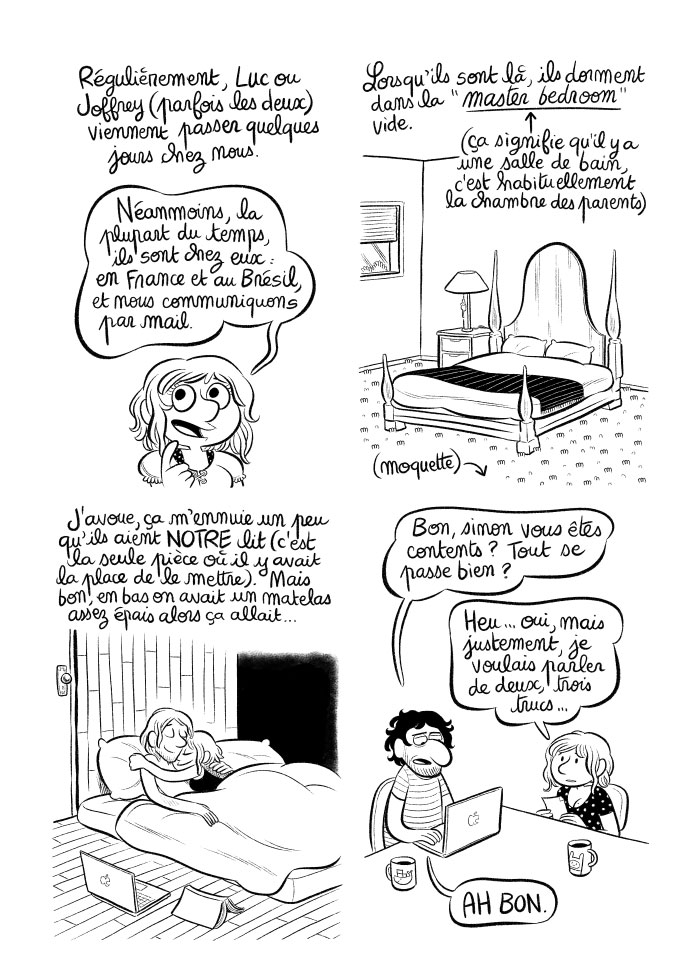 Régulièrement, Luc ou
Joffrey (parfois les deux)
viennent passer quelques
jours chez nous.
Néanmoins, la
plupart du temps,
ils sont chez eux :
en France et au Brésil,
et nous communiquons
par mail.
Lorsqu'ils sont là, ils dorment
dans la "master bedroom"
vide.
(ça signifie qu'il y a
une salle de bain,
c'est habituellement
la chambre des parents)
(moquette)
J'avoue, ça m'ennuie un peu
qu'ils aient NOTRE lit (c'est
la seule pièce où il y avait
la place de le mettre). Mais
bon, en bas on avait un matelas
assez épais alors ça allait...
Bon, sinon vous êtes
contents ? Tout se
passe bien ?
Heu... oui, mais
justement, je
voulais parler
de deux, trois
trucs...
AH BON.